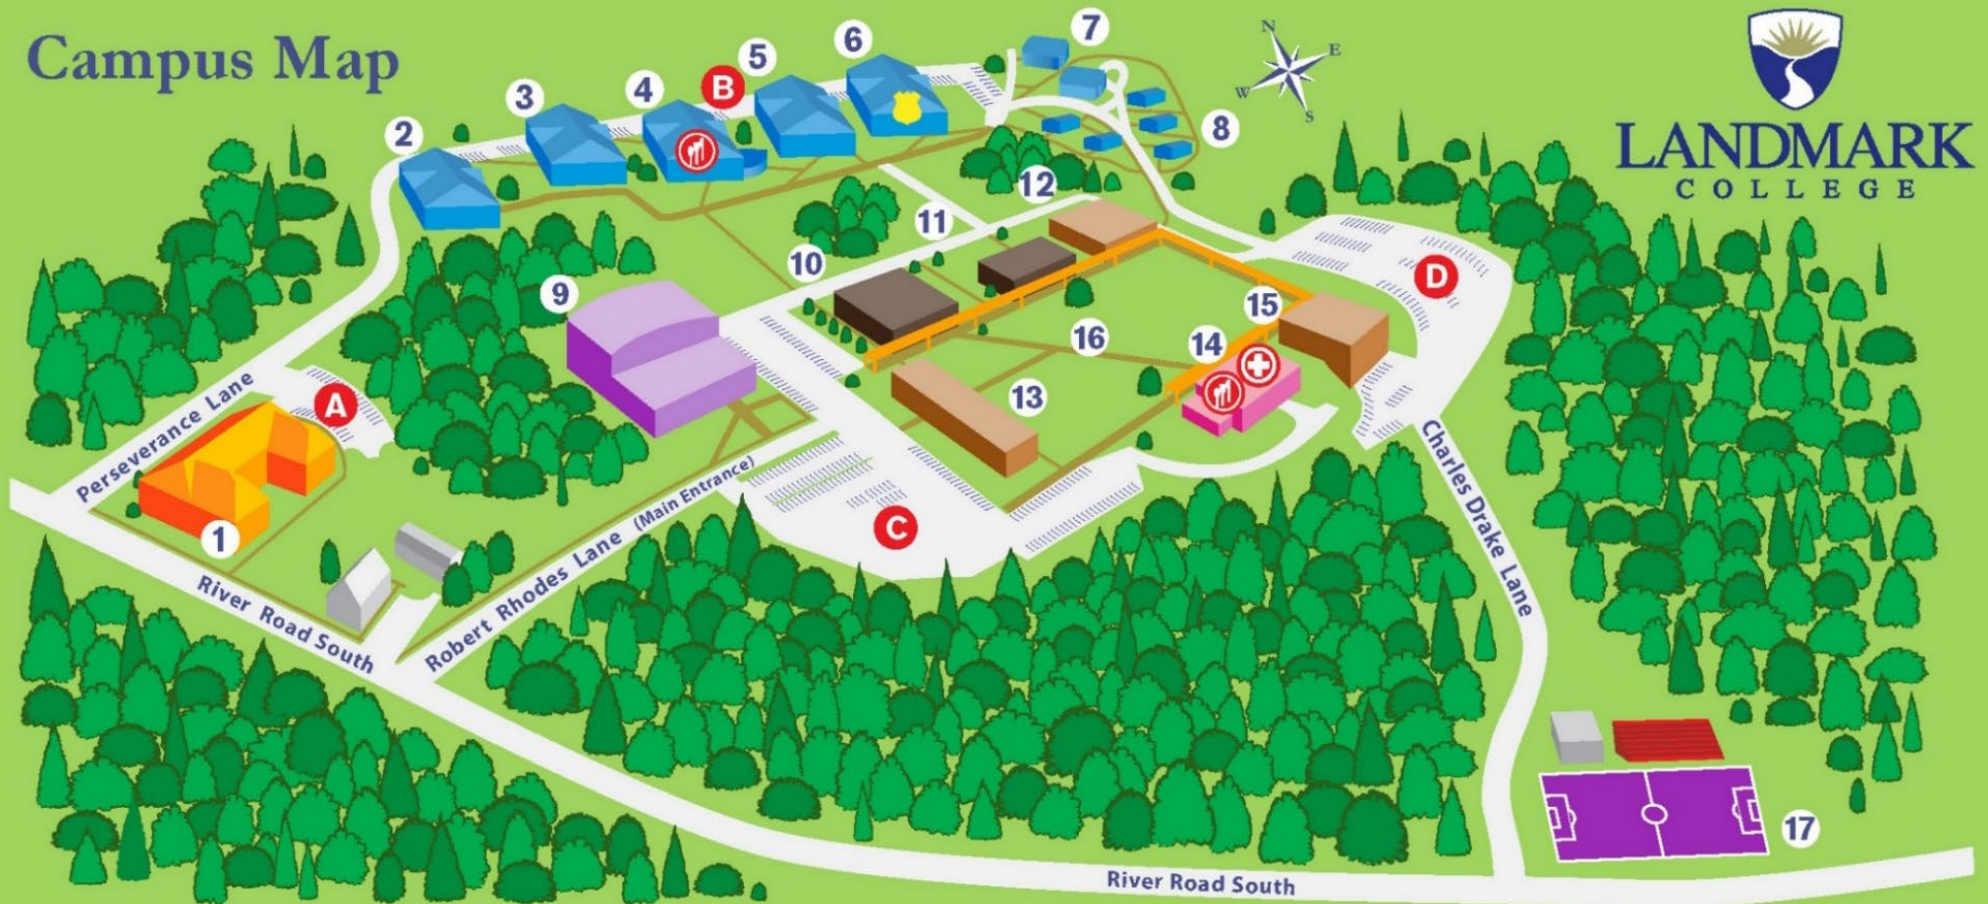 Campus Map
N
E
W
S
LANDMARK
COLLEGE
1
2
3
4
B
5
6
7
8
9
10
11
12
13
14
15
16
17
A
C
D
Perseverance Lane
River Road South
Robert Rhodes Lane (Main Entrance)
Charles Drake Lane
River Road South